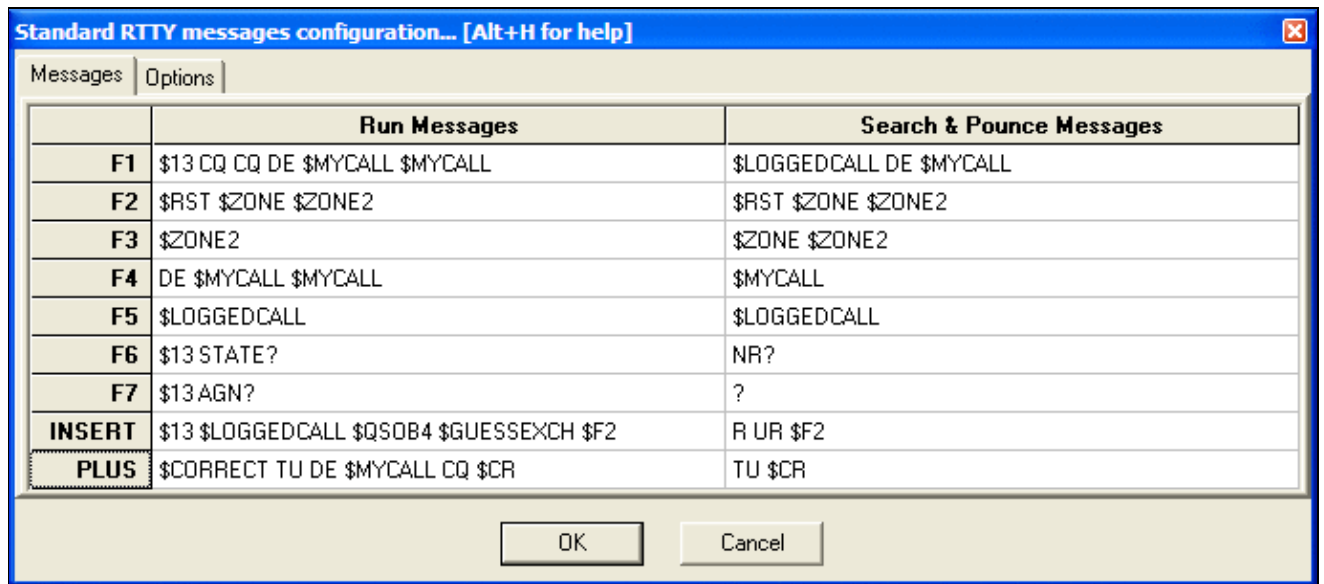 Standard RTTY messages configuration... [Alt+H for help]
Messages Options
Run Messages Search & Pounce Messages
F1 $13 CQ CQ DE $MYCALL $MYCALL $LOGGEDCALL DE $MYCALL
F2 $RST $ZONE $ZONE2 $RST $ZONE $ZONE2
F3 $ZONE2 $ZONE $ZONE2
F4 DE $MYCALL $MYCALL $MYCALL
F5 $LOGGEDCALL $LOGGEDCALL
F6 $13 STATE? NR?
F7 $13 AGN? ?
INSERT $13 $LOGGEDCALL $QSOB4 $GUESSEXCH $F2 R UR $F2
PLUS $CORRECT TU DE $MYCALL CQ $CR TU $CR
OK Cancel